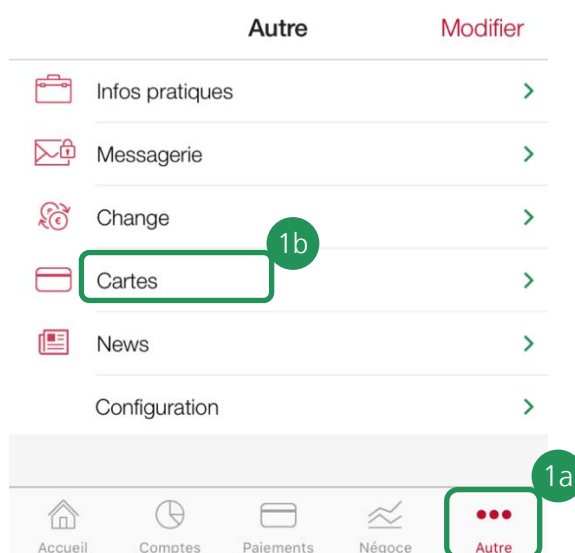 Autre Modifier
Infos pratiques
Messagerie
Change
1b
Cartes
News
Configuration
1a
Accueil Comptes Paiements Négoce Autre